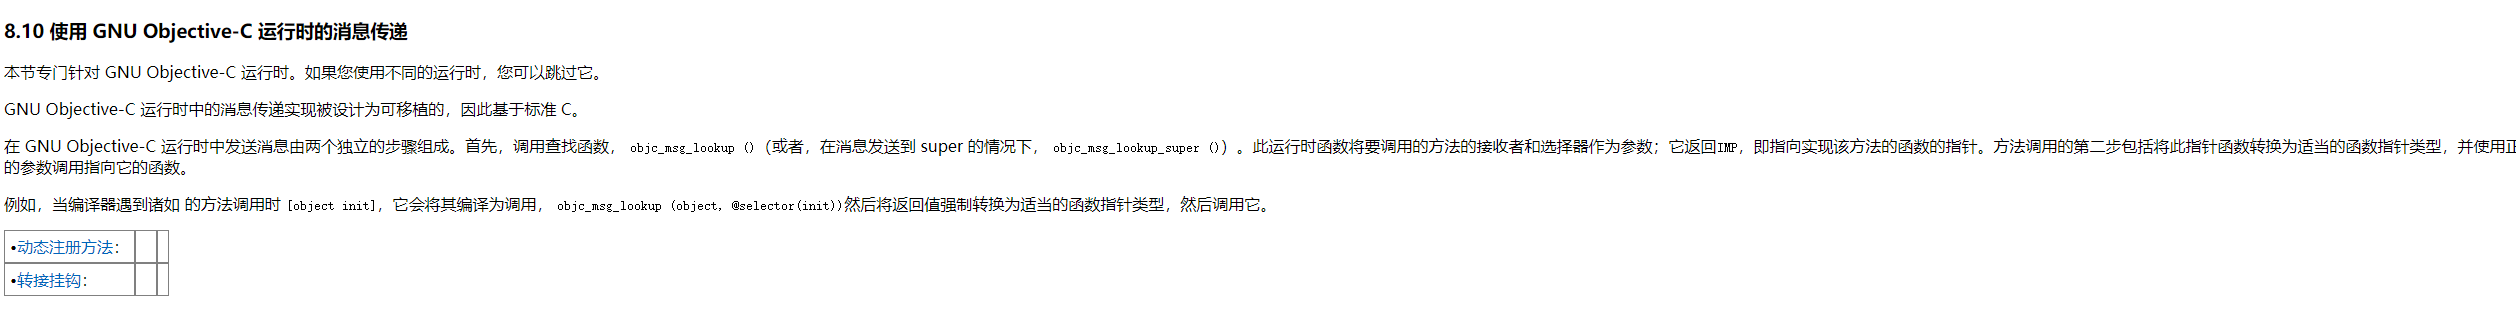 8.10 使用 GNU Objective-C 运行时的消息传递
本节专门针对 GNU Objective-C 运行时。如果您使用不同的运行时，您可以跳过它。
GNU Objective-C 运行时中的消息传递实现被设计为可移植的，因此基于标准 C。
在 GNU Objective-C 运行时中发送消息由两个独立的步骤组成。首先，调用查找函数， objc_msg_lookup ()（或者，在消息发送到 super 的情况下， objc_msg_lookup_super ()）。此运行时函数将要调用的方法的接收者和选择器作为参数；它返回IMP，即指向实现该方法的函数的指针。方法调用的第二步包括将此指针函数转换为适当的函数指针类型，并使用正
的参数调用指向它的函数。
例如，当编译器遇到诸如 的方法调用时 [object init]，它会将其编译为调用， objc_msg_lookup (object, @selector(init))然后将返回值强制转换为适当的函数指针类型，然后调用它。
•动态注册方法：
•转接挂钩：